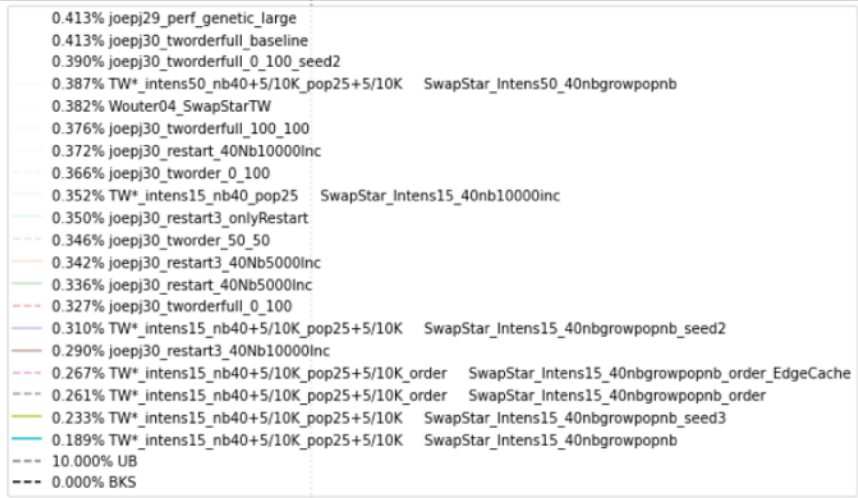 0.413% joepj29_perf_genetic_large
0.413% joepj30_tworderfull_baseline
0.390% joepj30_tworderfull_0_100_seed2
0.387% TW*_intens50_nb40+5/10K_pop25+5/10K SwapStar_Intens50_40nbgrowpopnb
0.382% Wouter04_SwapStarTW
0.376% joepj30_tworderfull_100_100
0.372% joepj30_restart_40Nb10000Inc
0.366% joepj30_tworder_0_100
0.352% TW*_intens15_nb40_pop25 SwapStar_Intens15_40nb10000inc
0.350% joepj30_restart3_onlyRestart
0.346% joepj30_tworder_50_50
0.342% joepj30_restart3_40Nb5000Inc
0.336% joepj30_restart_40Nb5000Inc
0.327% joepj30_tworderfull_0_100
0.310% TW*_intens15_nb40+5/10K_pop25+5/10K SwapStar_Intens15_40nbgrowpopnb_seed2
0.290% joepj30_restart3_40Nb10000Inc
0.267% TW*_intens15_nb40+5/10K_pop25+5/10K_order SwapStar_Intens15_40nbgrowpopnb_order_EdgeCache
0.261% TW*_intens15_nb40+5/10K_pop25+5/10K_order SwapStar_Intens15_40nbgrowpopnb_order
0.233% TW*_intens15_nb40+5/10K_pop25+5/10K SwapStar_Intens15_40nbgrowpopnb_seed3
0.189% TW*_intens15_nb40+5/10K_pop25+5/10K SwapStar_Intens15_40nbgrowpopnb
10.000% UB
0.000% BKS